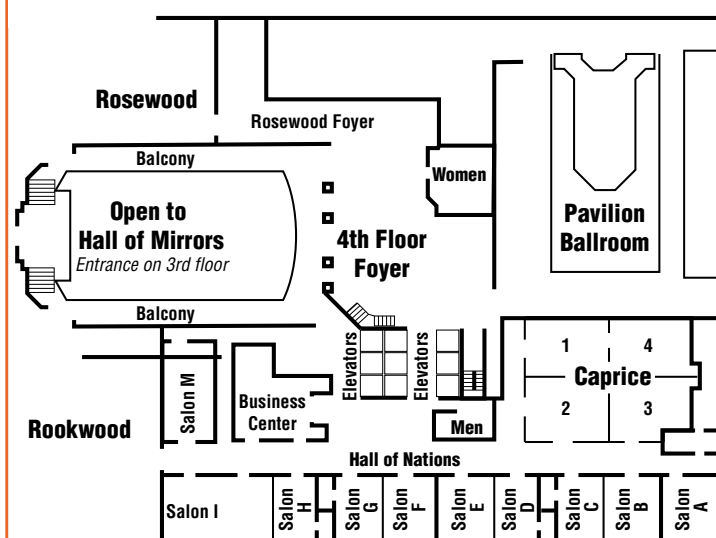 Rosewood
Rosewood Foyer
Balcony
Women
Open to
Hall of Mirrors
Entrance on 3rd floor
4th Floor
Foyer
Pavilion
Ballroom
Balcony
Elevators
Elevators
1
4
Caprice
2
3
Salon M
Business
Center
Rookwood
Men
Hall of Nations
Salon I
Salon
H
Salon
G
Salon
F
Salon
E
Salon
D
Salon
C
Salon
B
Salon
A